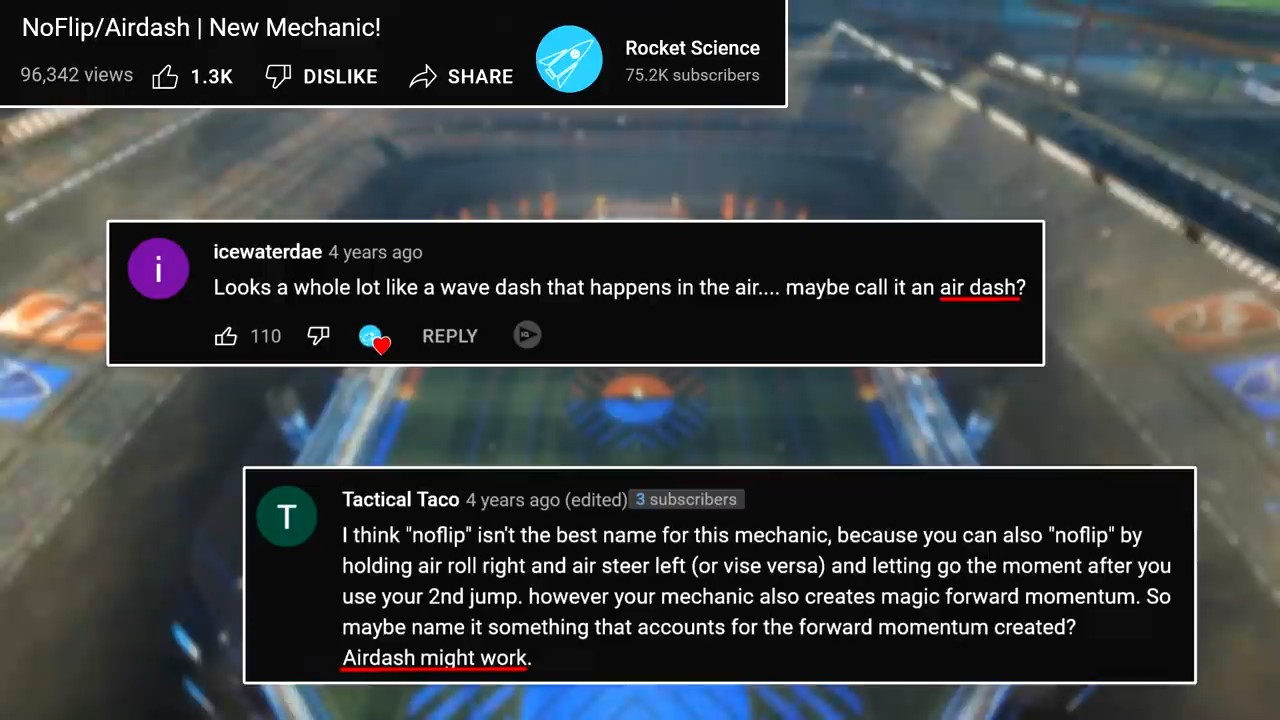 NoFlip/Airdash | New Mechanic!
96,342 views 1.3K DISLIKE SHARE
Rocket Science
75.2K subscribers
i
icewaterdae 4 years ago
Looks a whole lot like a wave dash that happens in the air.... maybe call it an air dash?
110 REPLY
T
Tactical Taco 4 years ago (edited) 3 subscribers
I think "noflip" isn't the best name for this mechanic, because you can also "noflip" by
holding air roll right and air steer left (or vise versa) and letting go the moment after you
use your 2nd jump. however your mechanic also creates magic forward momentum. So
maybe name it something that accounts for the forward momentum created?
Airdash might work.